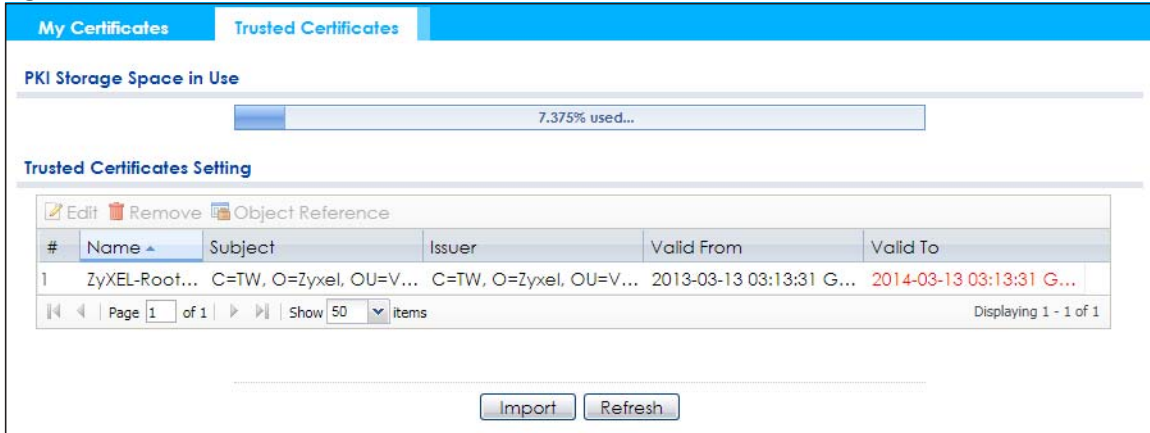 My Certificates Trusted Certificates
PKI Storage Space in Use
7.375% used...
Trusted Certificates Setting
Edit Remove Object Reference
# Name Subject Issuer Valid From Valid To
1 ZyXEL-Root... C=TW, O=Zyxel, OU=V... C=TW, O=Zyxel, OU=V... 2013-03-13 03:13:31 G... 2014-03-13 03:13:31 G...
Page 1 of 1 Show 50 items Displaying 1 - 1 of 1
Import Refresh